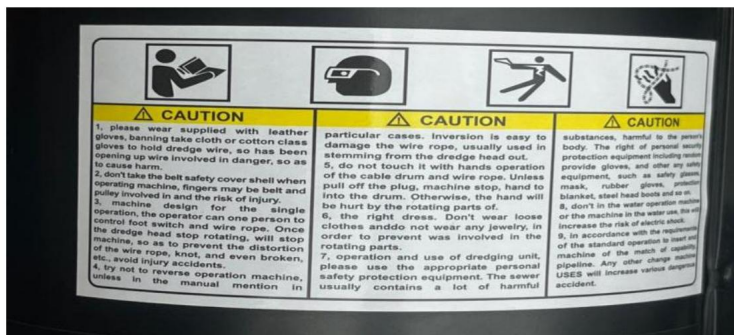 CAUTION
1, please wear supplied with leather
gloves, banning take cloth or cotton class
gloves to hold dredge wire, so has been
opening up wire involved in danger, so as
to cause harm.
2, don't take the belt safety cover shell when
operating machine, fingers may be belt and
pulley involved in and the risk of injury.
3, machine design for the single
operation, the operator can one person to
control foot switch and wire rope. Once
the dredge head stop rotating, will stop
machine, so as to prevent the distortion
of the wire rope, knot, and even broken,
etc., avoid injury accidents.
4, try not to reverse operation machine,
unless in the manual mention in
CAUTION
particular cases. Inversion is easy to
damage the wire rope, usually used in
stemming from the dredge head out.
5, do not touch it with hands operation
of the cable drum and wire rope. Unless
pull off the plug, machine stop, hand to
into the drum. Otherwise, the hand will
be hurt by the rotating parts of.
6, the right dress. Don't wear loose
clothes anddo not wear any jewelry, in
order to prevent was involved in the
rotating parts.
7, operation and use of dredging unit,
please use the appropriate personal
safety protection equipment. The sewer
usually contains a lot of harmful
CAUTION
substances, harmful to the person's
body. The right of personal security
protection equipment including random
provide gloves, and other any safety
equipment, such as safety glasses,
mask, rubber gloves, protection
blanket, steel head boots and so on.
8, don't in the water operation machine
or the machine in the water use, this will
increase the risk of electric shock.
9, in accordance with the requirements
of the standard operation to insert and
machine of the match of capability
pipeline. Any other change machine
USES will increase various dangerous
accident.